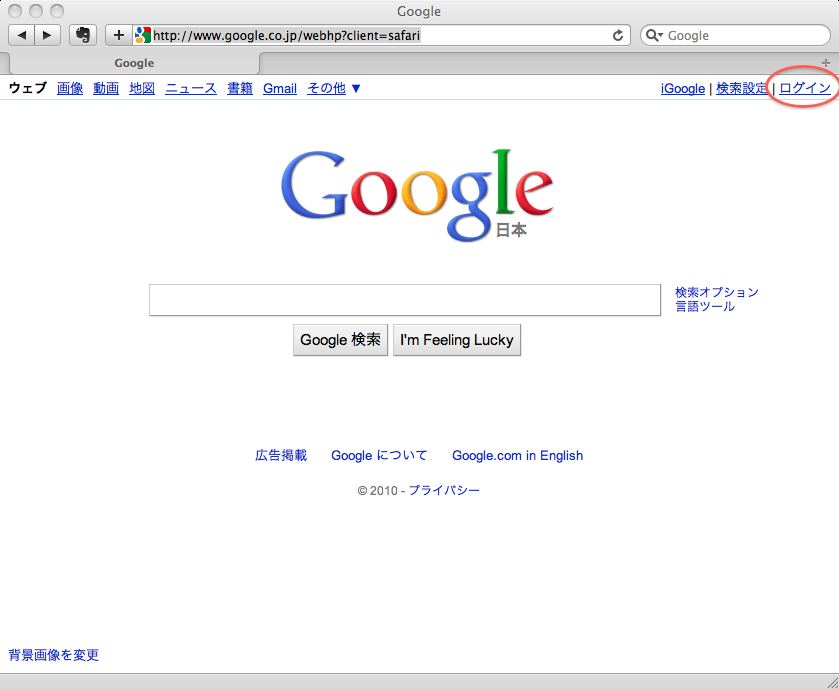 Google
http://www.google.co.jp/webhp?client=safari
Google
Google
ウェブ 画像 動画 地図 ニュース 書籍 Gmail その他 ▼
iGoogle | 検索設定 | ログイン
Google
日本
検索オプション
言語ツール
Google 検索
I'm Feeling Lucky
広告掲載 Google について Google.com in English
© 2010 - プライバシー
背景画像を変更